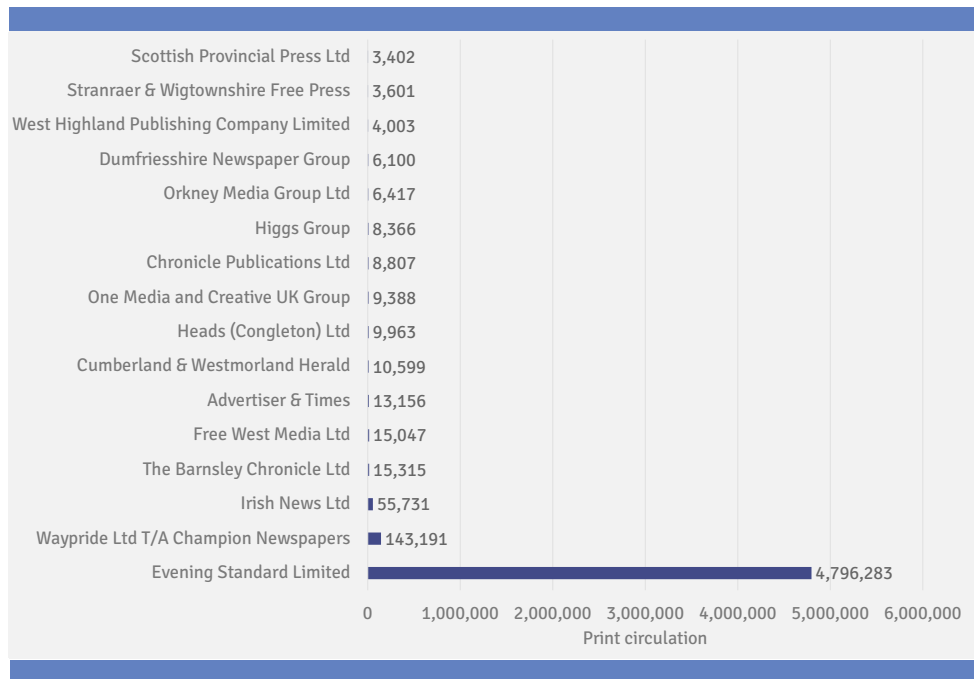 Scottish Provincial Press Ltd 3,402
Stranraer & Wigtownshire Free Press 3,601
West Highland Publishing Company Limited 4,003
Dumfriesshire Newspaper Group 6,100
Orkney Media Group Ltd 6,417
Higgs Group 8,366
Chronicle Publications Ltd 8,807
One Media and Creative UK Group 9,388
Heads (Congleton) Ltd 9,963
Cumberland & Westmorland Herald 10,599
Advertiser & Times 13,156
Free West Media Ltd 15,047
The Barnsley Chronicle Ltd 15,315
Irish News Ltd 55,731
Waypride Ltd T/A Champion Newspapers 143,191
Evening Standard Limited 4,796,283
0 1,000,000 2,000,000 3,000,000 4,000,000 5,000,000 6,000,000
Print circulation